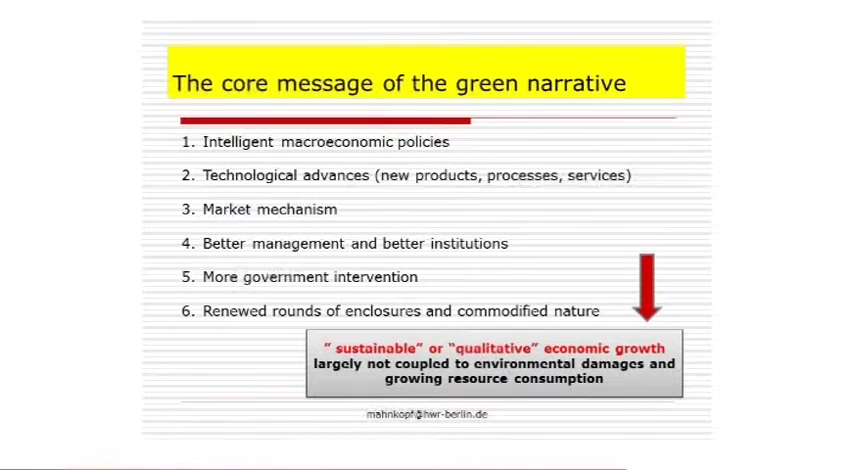 The core message of the green narrative
1. Intelligent macroeconomic policies
2. Technological advances (new products, processes, services)
3. Market mechanism
4. Better management and better institutions
5. More government intervention
6. Renewed rounds of enclosures and commodified nature
” sustainable” or “qualitative” economic growth
largely not coupled to environmental damages and
growing resource consumption
mahnkopf@hwr-berlin.de